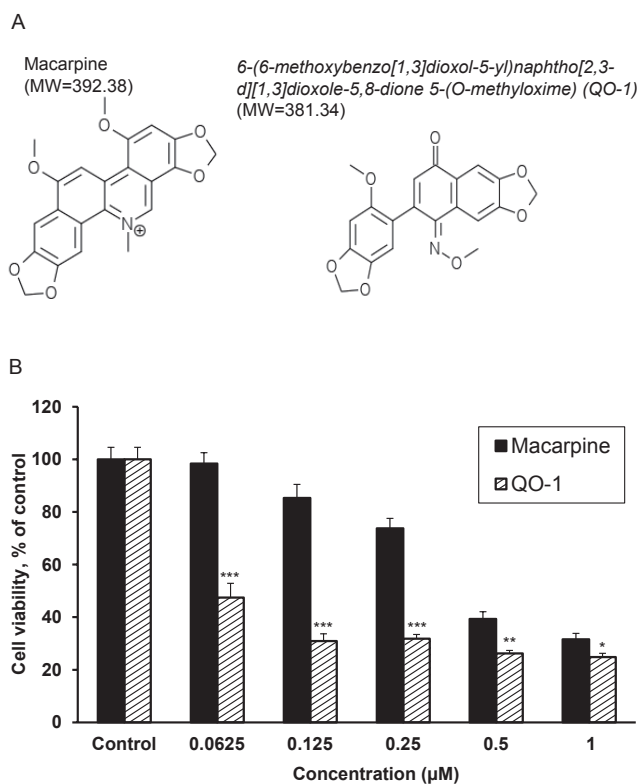 A
Macarpine
(MW=392.38)
6-(6-methoxybenzo[1,3]dioxol-5-yl)naphtho[2,3-
d][1,3]dioxole-5,8-dione 5-(O-methyloxime) (QO-1)
(MW=381.34)
O
O
O
O
N
⊕
O
O
O
O
O
O
O
O
O
N
O
B
Cell viability, % of control
120
100
80
60
40
20
0
Macarpine
QO-1
***
***
***
**
*
Control 0.0625 0.125 0.25 0.5 1
Concentration (µM)